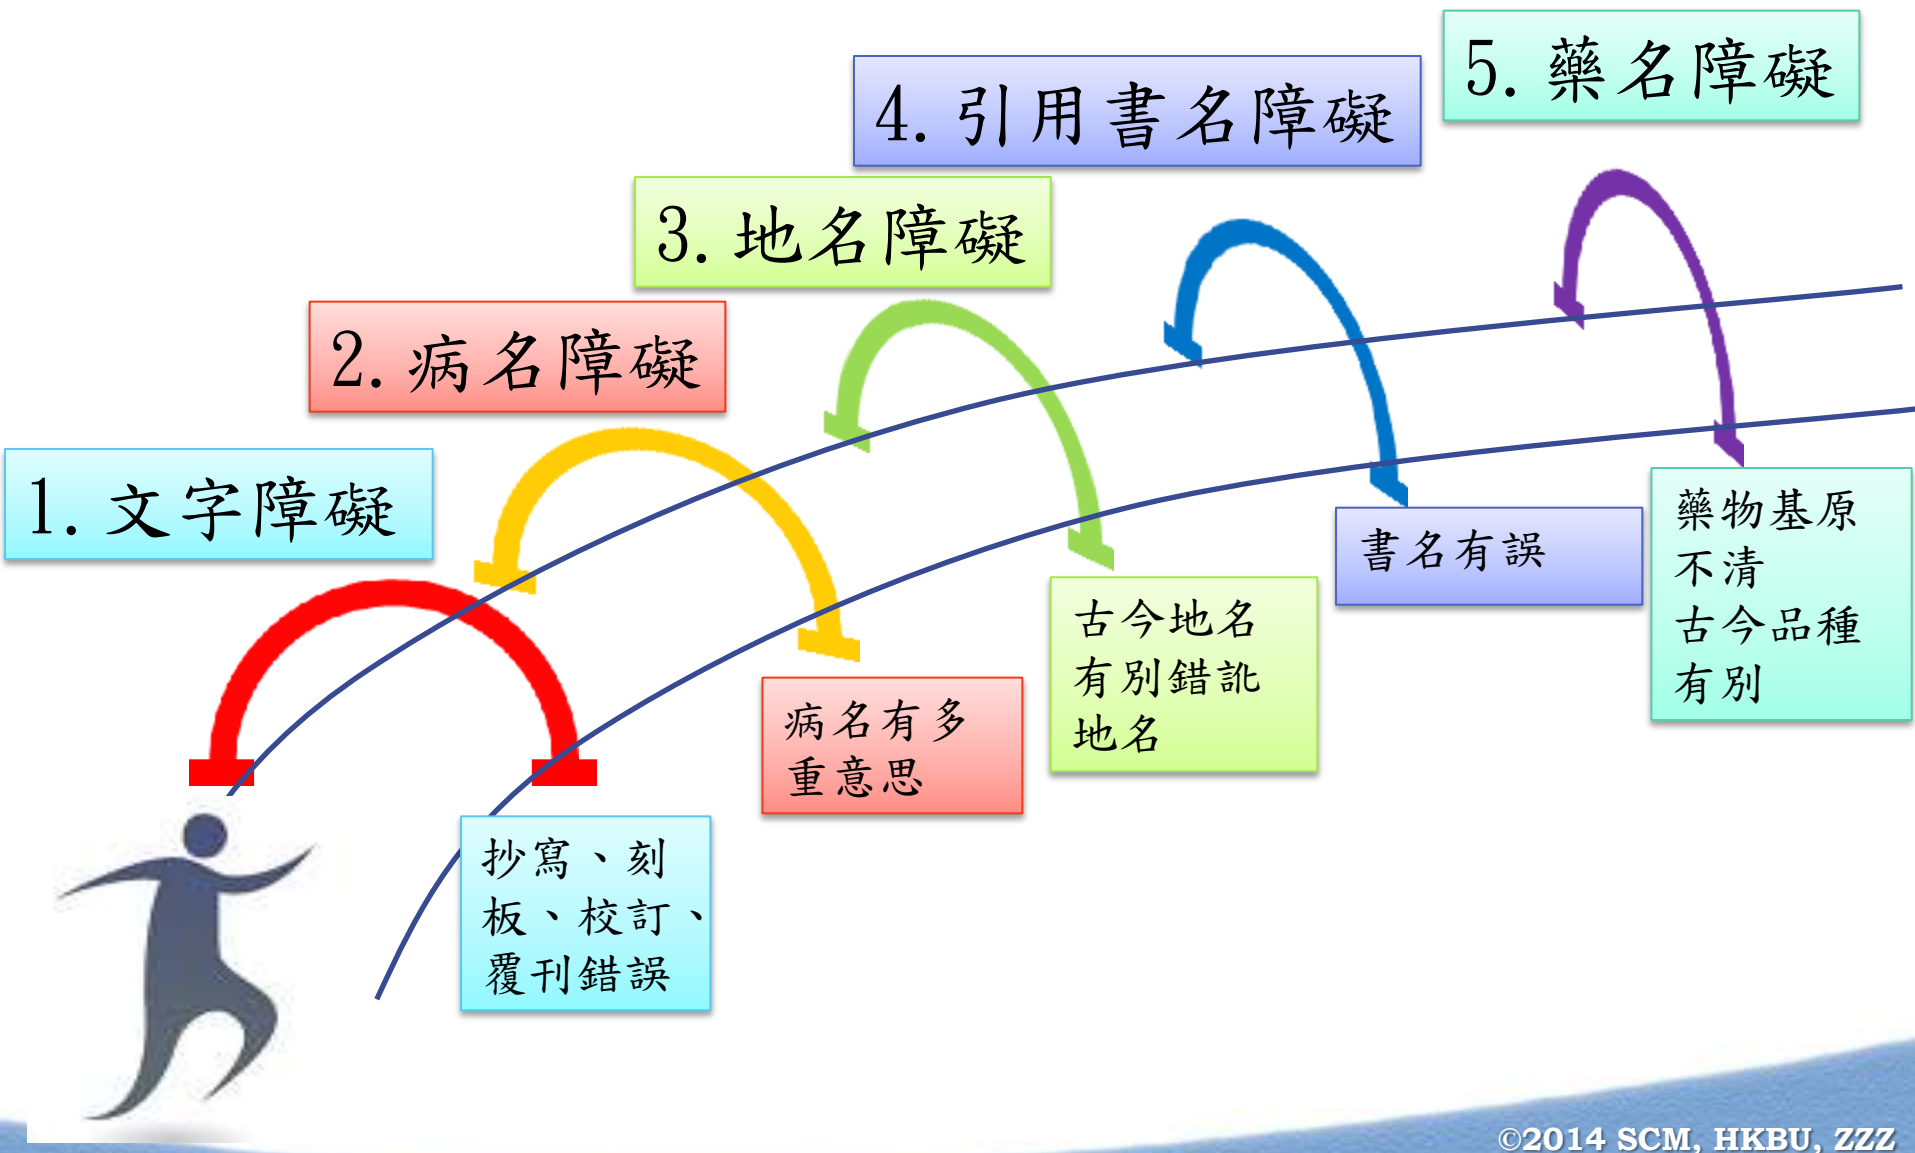 1.文字障礙
抄寫、刻
板、校訂、
覆刊錯誤
2.病名障礙
病名有多
重意思
3.地名障礙
古今地名
有別錯訛
地名
4.引用書名障礙
書名有誤
5.藥名障礙
藥物基原
不清
古今品種
有別
©2014 SCM, HKBU, ZZZ